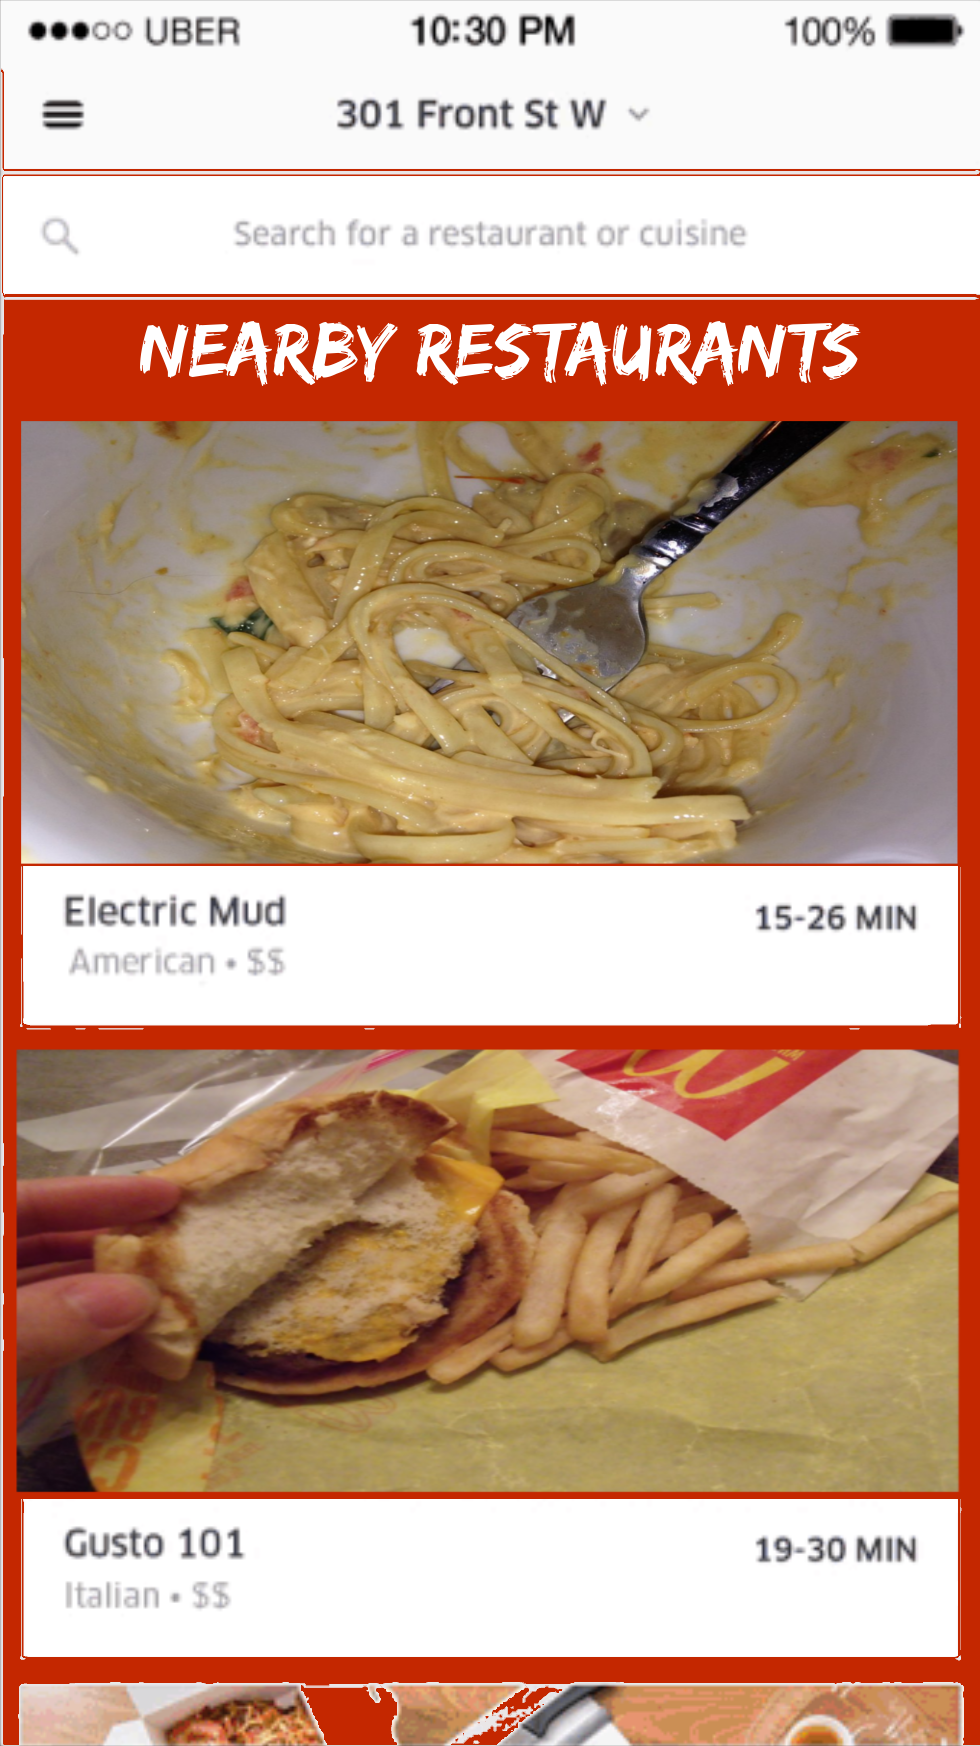 UBER 10:30 PM 100%
301 Front St W
Search for a restaurant or cuisine
NEARBY RESTAURANTS
Electric Mud 15-26 MIN
American • $$
Gusto 101 19-30 MIN
Italian • $$